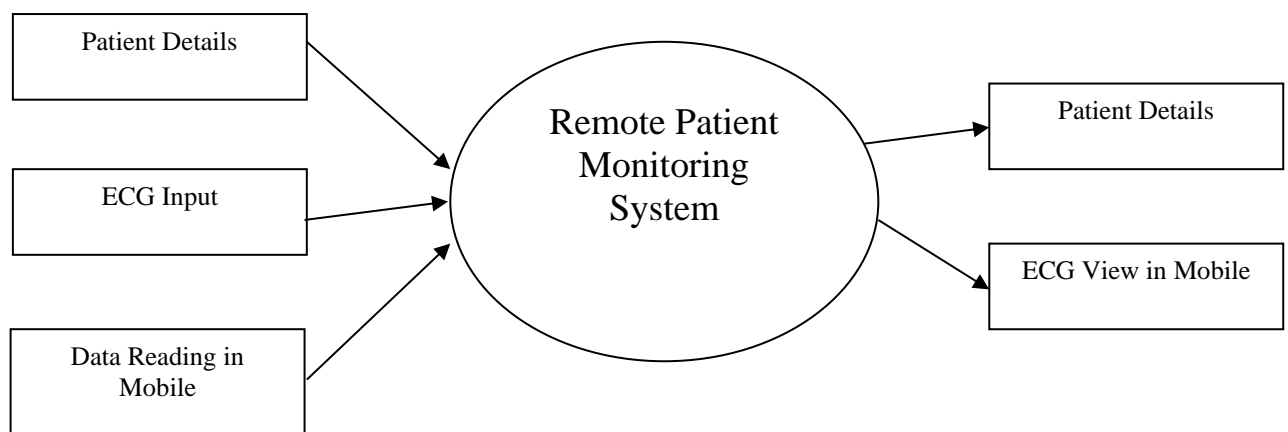 Patient Details
ECG Input
Data Reading in
Mobile
Remote Patient
Monitoring
System
Patient Details
ECG View in Mobile